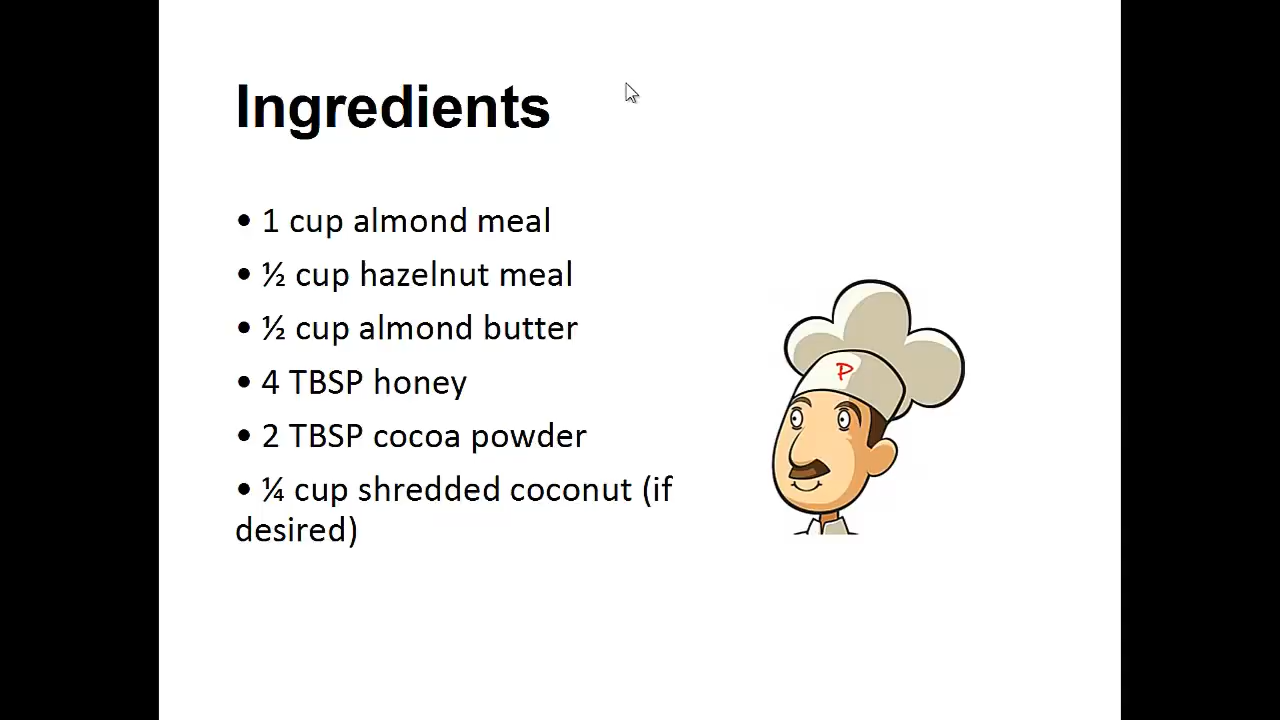 Ingredients
• 1 cup almond meal
• ½ cup hazelnut meal
• ½ cup almond butter
• 4 TBSP honey
• 2 TBSP cocoa powder
• ¼ cup shredded coconut (if
desired)
P